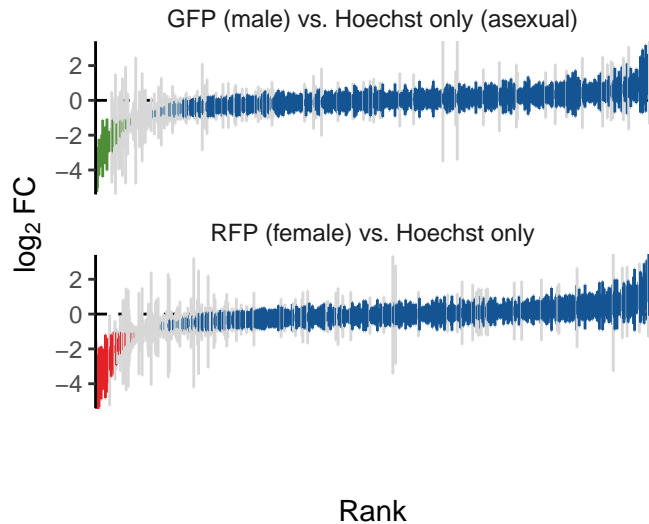 GFP (male) vs. Hoechst only (asexual)
2
0
−2
−4
log₂ FC
RFP (female) vs. Hoechst only
2
0
−2
−4
Rank